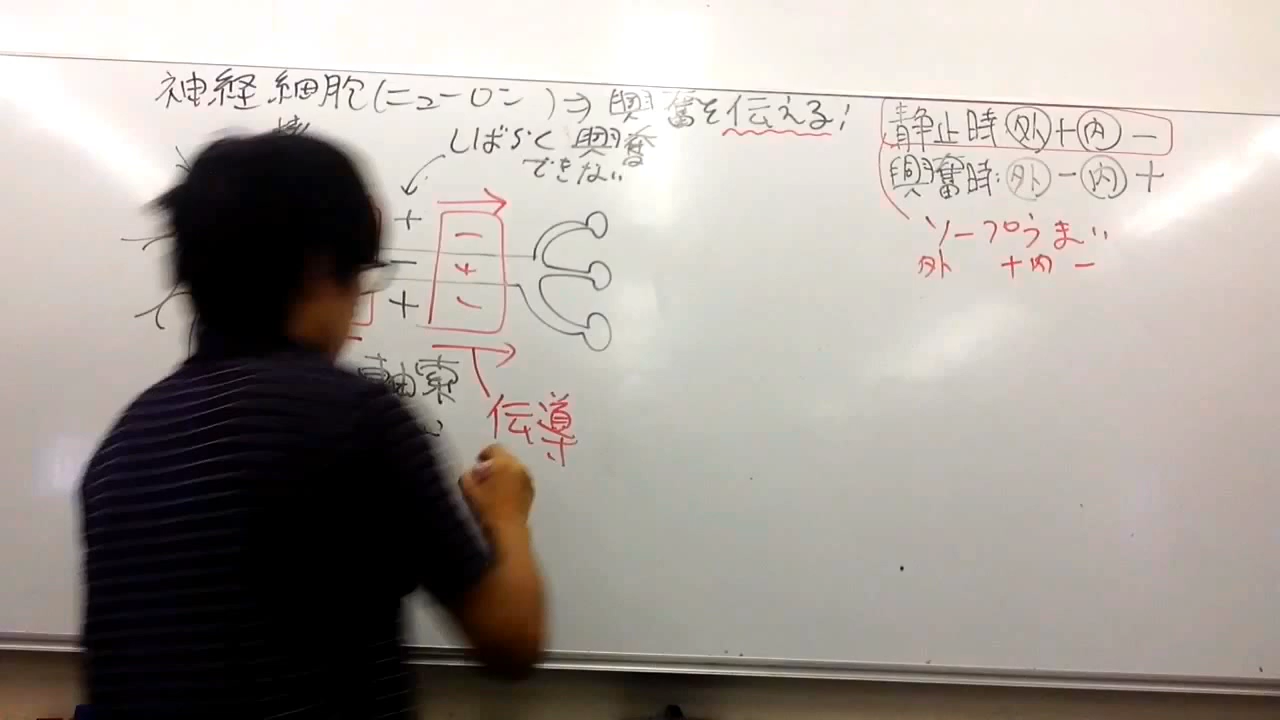 神経細胞(ニューロン)⇒興奮を伝える!
しばらく興奮
できない
+
−
+
−
+
−
軸索
伝導
静止時 外+内−
興奮時:外−内+
ソープロうまい
外 +内−